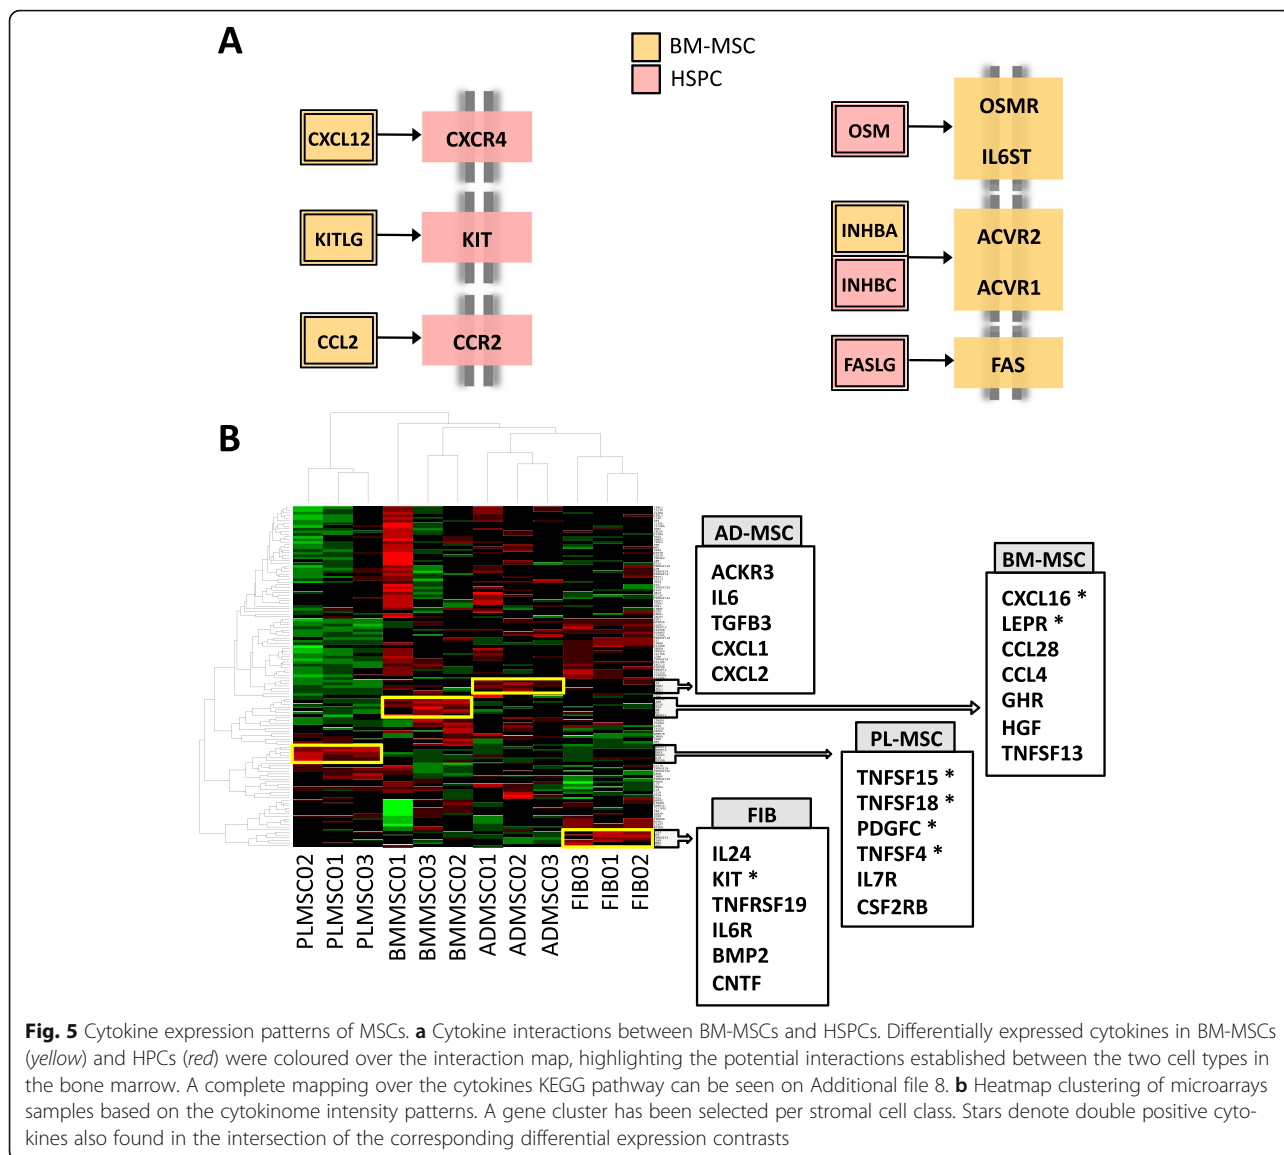 A
BM-MSC
HSPC
CXCL12
CXCR4
KITLG
KIT
CCL2
CCR2
OSM
OSMR
IL6ST
INHBA
INHBC
ACVR2
ACVR1
FASLG
FAS
B
AD-MSC
ACKR3
IL6
TGFB3
CXCL1
CXCL2
BM-MSC
CXCL16 *
LEPR *
CCL28
CCL4
GHR
HGF
TNFSF13
PL-MSC
TNFSF15 *
TNFSF18 *
PDGFC *
TNFSF4 *
IL7R
CSF2RB
FIB
IL24
KIT *
TNFRSF19
IL6R
BMP2
CNTF
PLMSC02
PLMSC01
PLMSC03
BMMSC01
BMMSC03
BMMSC02
ADMSC01
ADMSC02
ADMSC03
FIB03
FIB01
FIB02
Fig. 5 Cytokine expression patterns of MSCs. a Cytokine interactions between BM-MSCs and HSPCs. Differentially expressed cytokines in BM-MSCs
(yellow) and HPCs (red) were coloured over the interaction map, highlighting the potential interactions established between the two cell types in
the bone marrow. A complete mapping over the cytokines KEGG pathway can be seen on Additional file 8. b Heatmap clustering of microarrays
samples based on the cytokinome intensity patterns. A gene cluster has been selected per stromal cell class. Stars denote double positive cyto-
kines also found in the intersection of the corresponding differential expression contrasts